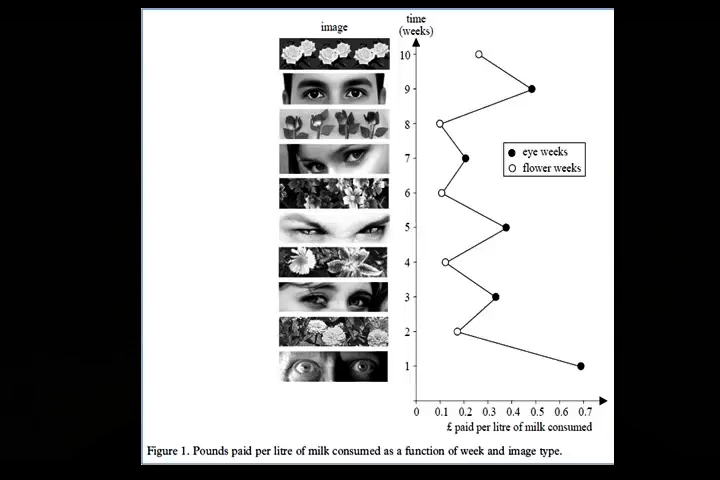 image
time
(weeks)
10
9
8
7
6
5
4
3
2
1
eye weeks
flower weeks
0 0.1 0.2 0.3 0.4 0.5 0.6 0.7
£ paid per litre of milk consumed
Figure 1. Pounds paid per litre of milk consumed as a function of week and image type.